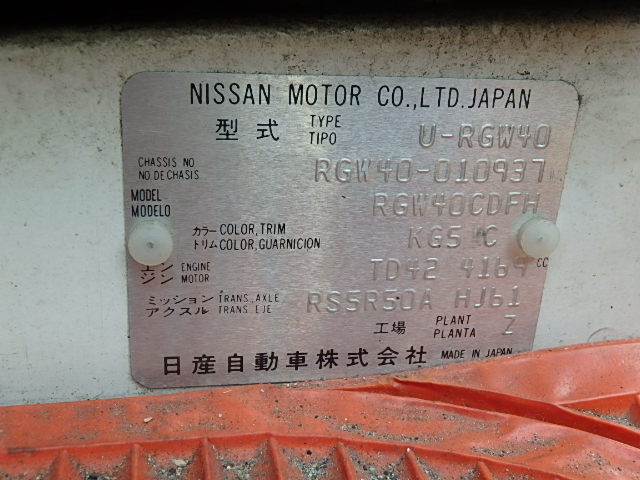 NISSAN MOTOR CO.,LTD.JAPAN
型式 TYPE TIPO U-RGW40
CHASSIS NO
NO DE CHASIS RGW40-010937
MODEL
MODELO RGW40CDFH
カラー COLOR, TRIM
トリム COLOR, GUARNICION KG5 C
エンジン ENGINE MOTOR TD42 4169 CC
ミッション TRANS. AXLE
アクスル TRANS. EJE RS5R50A HJ61
工場 PLANT PLANTA Z
日産自動車株式会社 MADE IN JAPAN